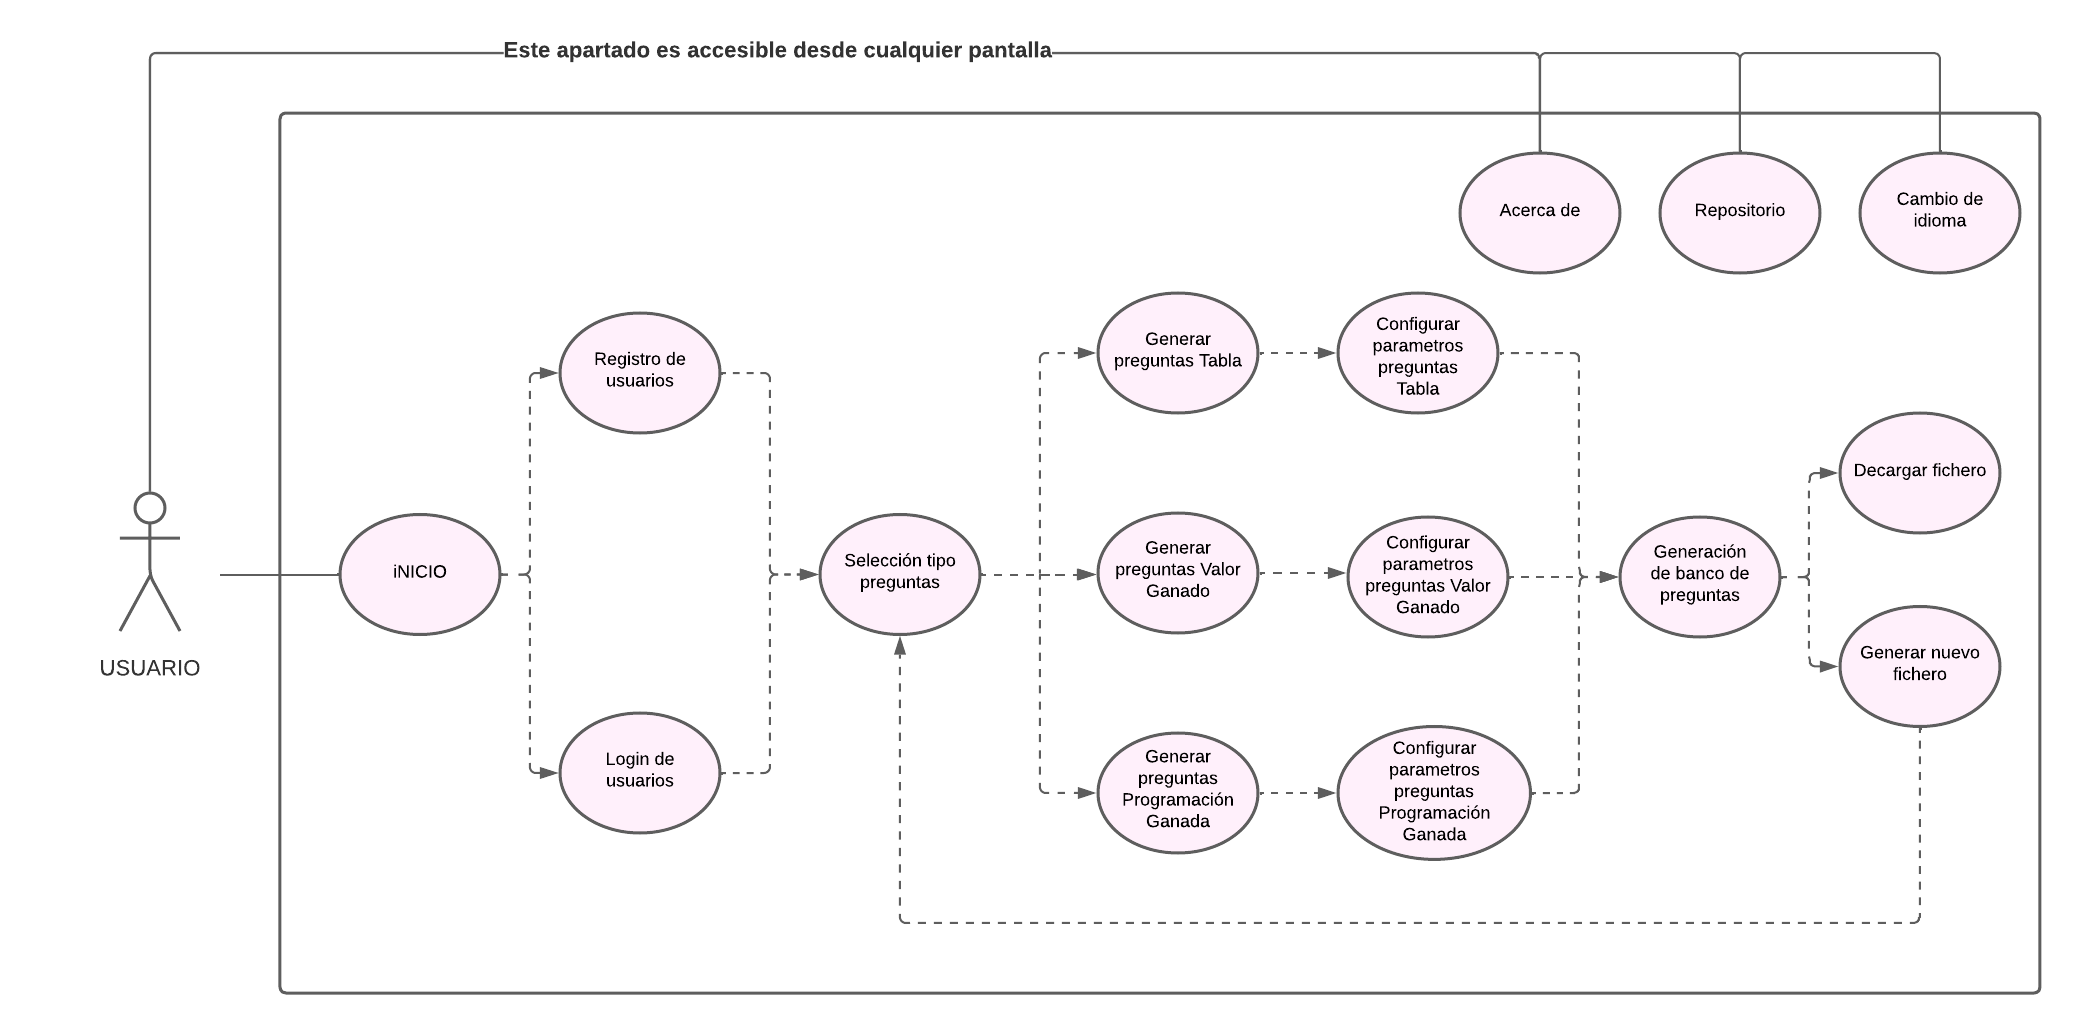 Este apartado es accesible desde cualquier pantalla
Acerca de
Repositorio
Cambio de
idioma
Registro de
usuarios
Generar
preguntas Tabla
Configurar
parametros
preguntas
Tabla
Decargar fichero
iNICIO
Selección tipo
preguntas
Generar
preguntas Valor
Ganado
Configurar
parametros
preguntas Valor
Ganado
Generación
de banco de
preguntas
USUARIO
Generar nuevo
fichero
Login de
usuarios
Generar
preguntas
Programación
Ganada
Configurar
parametros
preguntas
Programación
Ganada